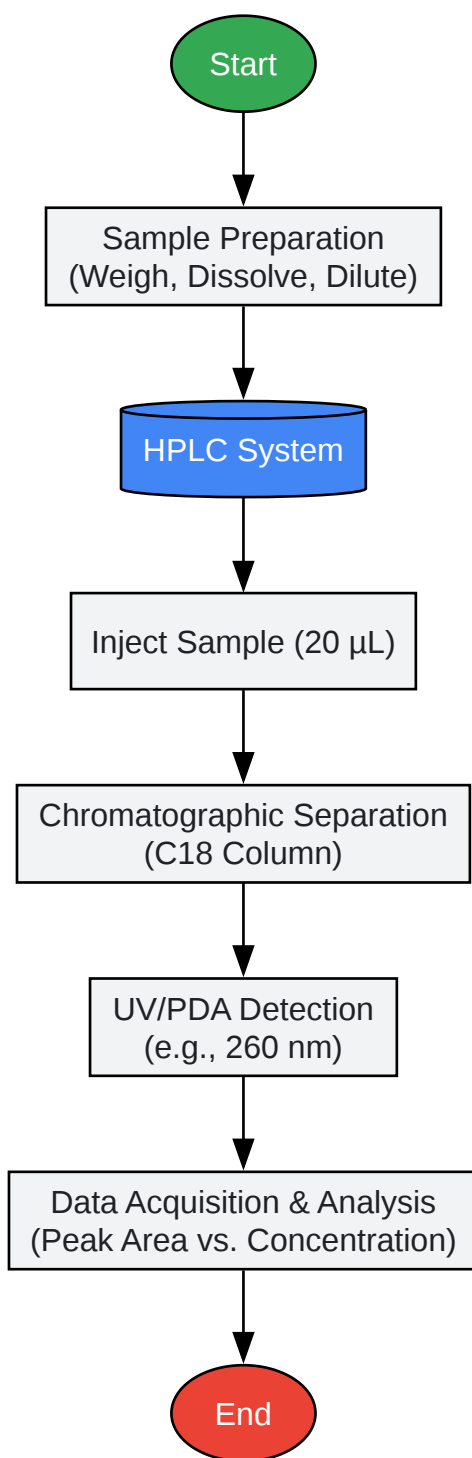 Start
Sample Preparation
(Weigh, Dissolve, Dilute)
HPLC System
Inject Sample (20 µL)
Chromatographic Separation
(C18 Column)
UV/PDA Detection
(e.g., 260 nm)
Data Acquisition & Analysis
(Peak Area vs. Concentration)
End